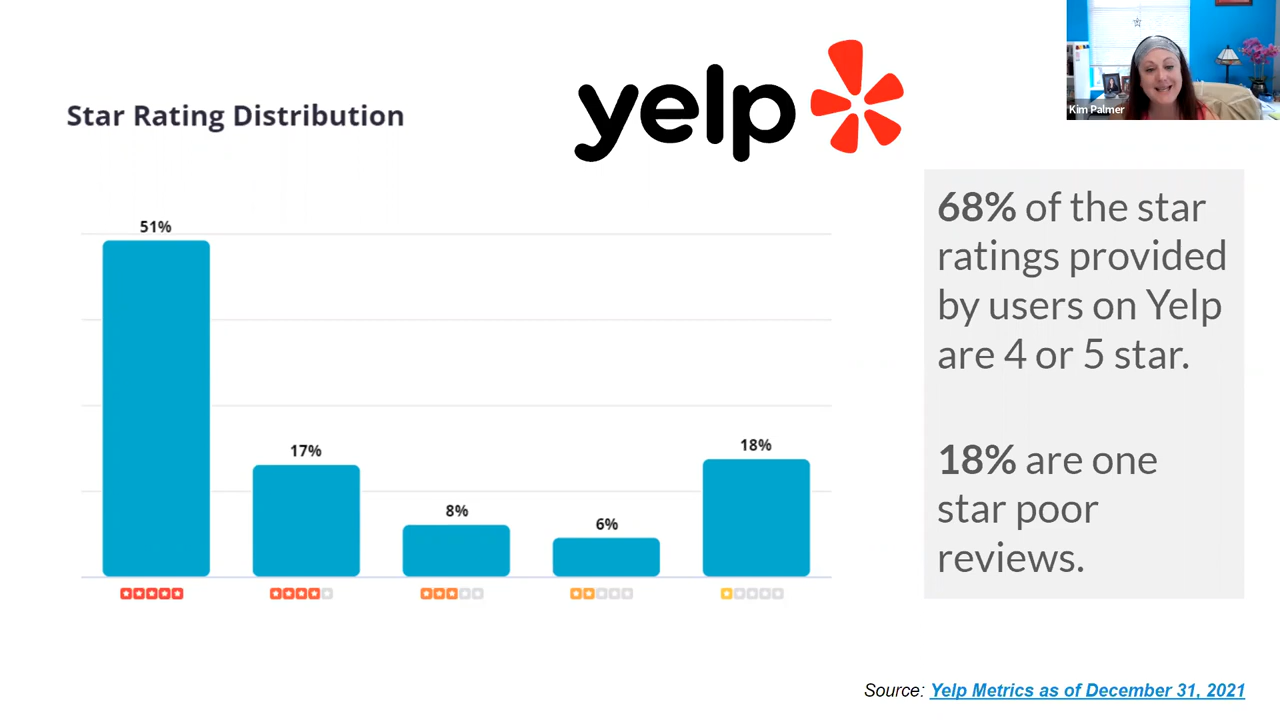 Kim Palmer
yelp
Star Rating Distribution
51%
17%
8%
6%
18%
68% of the star
ratings provided
by users on Yelp
are 4 or 5 star.
18% are one
star poor
reviews.
Source: Yelp Metrics as of December 31, 2021